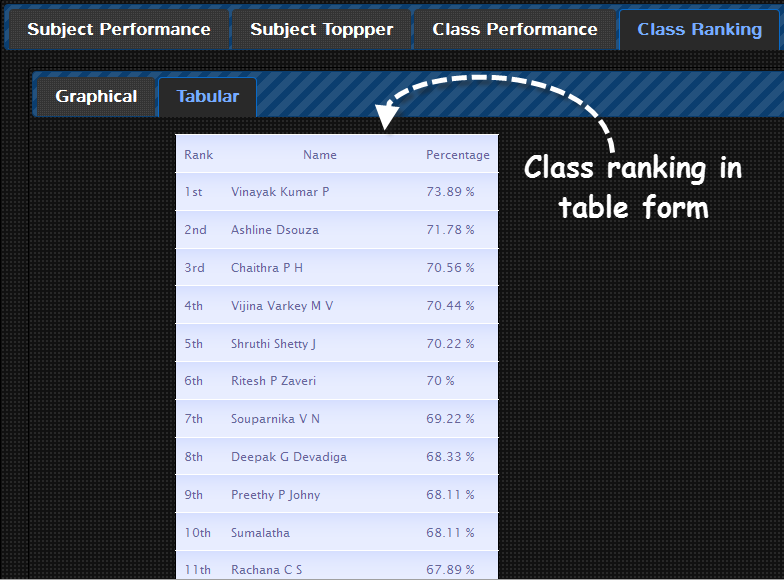 Subject Performance Subject Toppper Class Performance Class Ranking
Graphical Tabular
Class ranking in
table form
Rank Name Percentage
1st Vinayak Kumar P 73.89 %
2nd Ashline Dsouza 71.78 %
3rd Chaithra P H 70.56 %
4th Vijina Varkey M V 70.44 %
5th Shruthi Shetty J 70.22 %
6th Ritesh P Zaveri 70 %
7th Souparnika V N 69.22 %
8th Deepak G Devadiga 68.33 %
9th Preethy P Johny 68.11 %
10th Sumalatha 68.11 %
11th Rachana C S 67.89 %